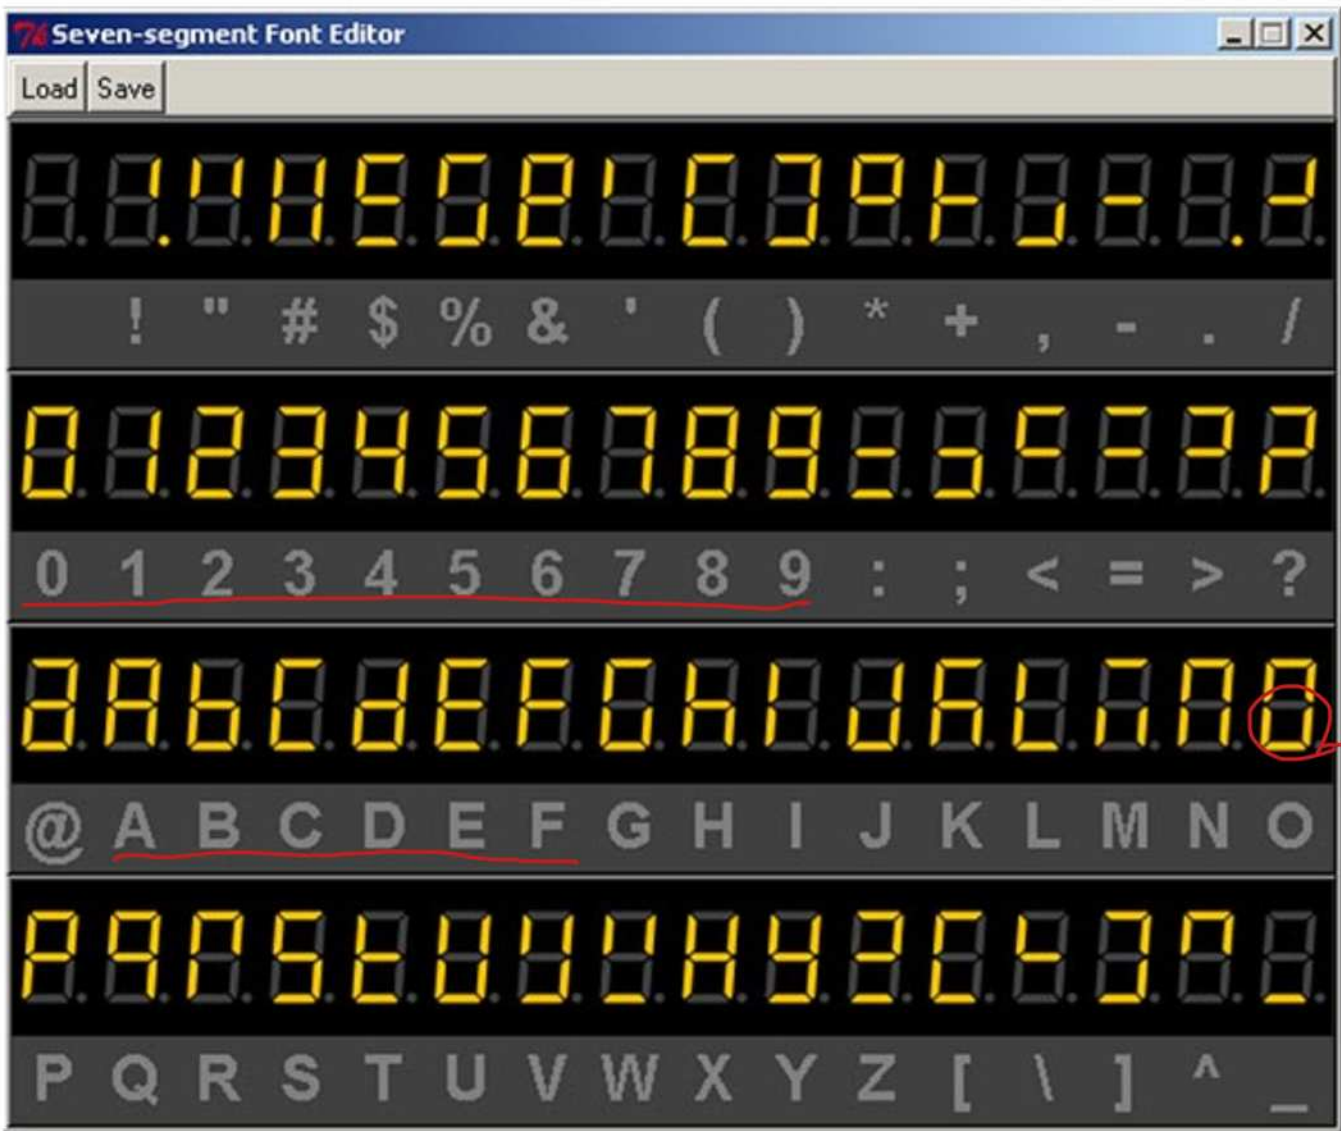 Seven-segment Font Editor
Load Save
! " # $ % & ' ( ) * + , - . /
0 1 2 3 4 5 6 7 8 9 : ; < = > ?
@ A B C D E F G H I J K L M N O
P Q R S T U V W X Y Z [ \ ] ^ _